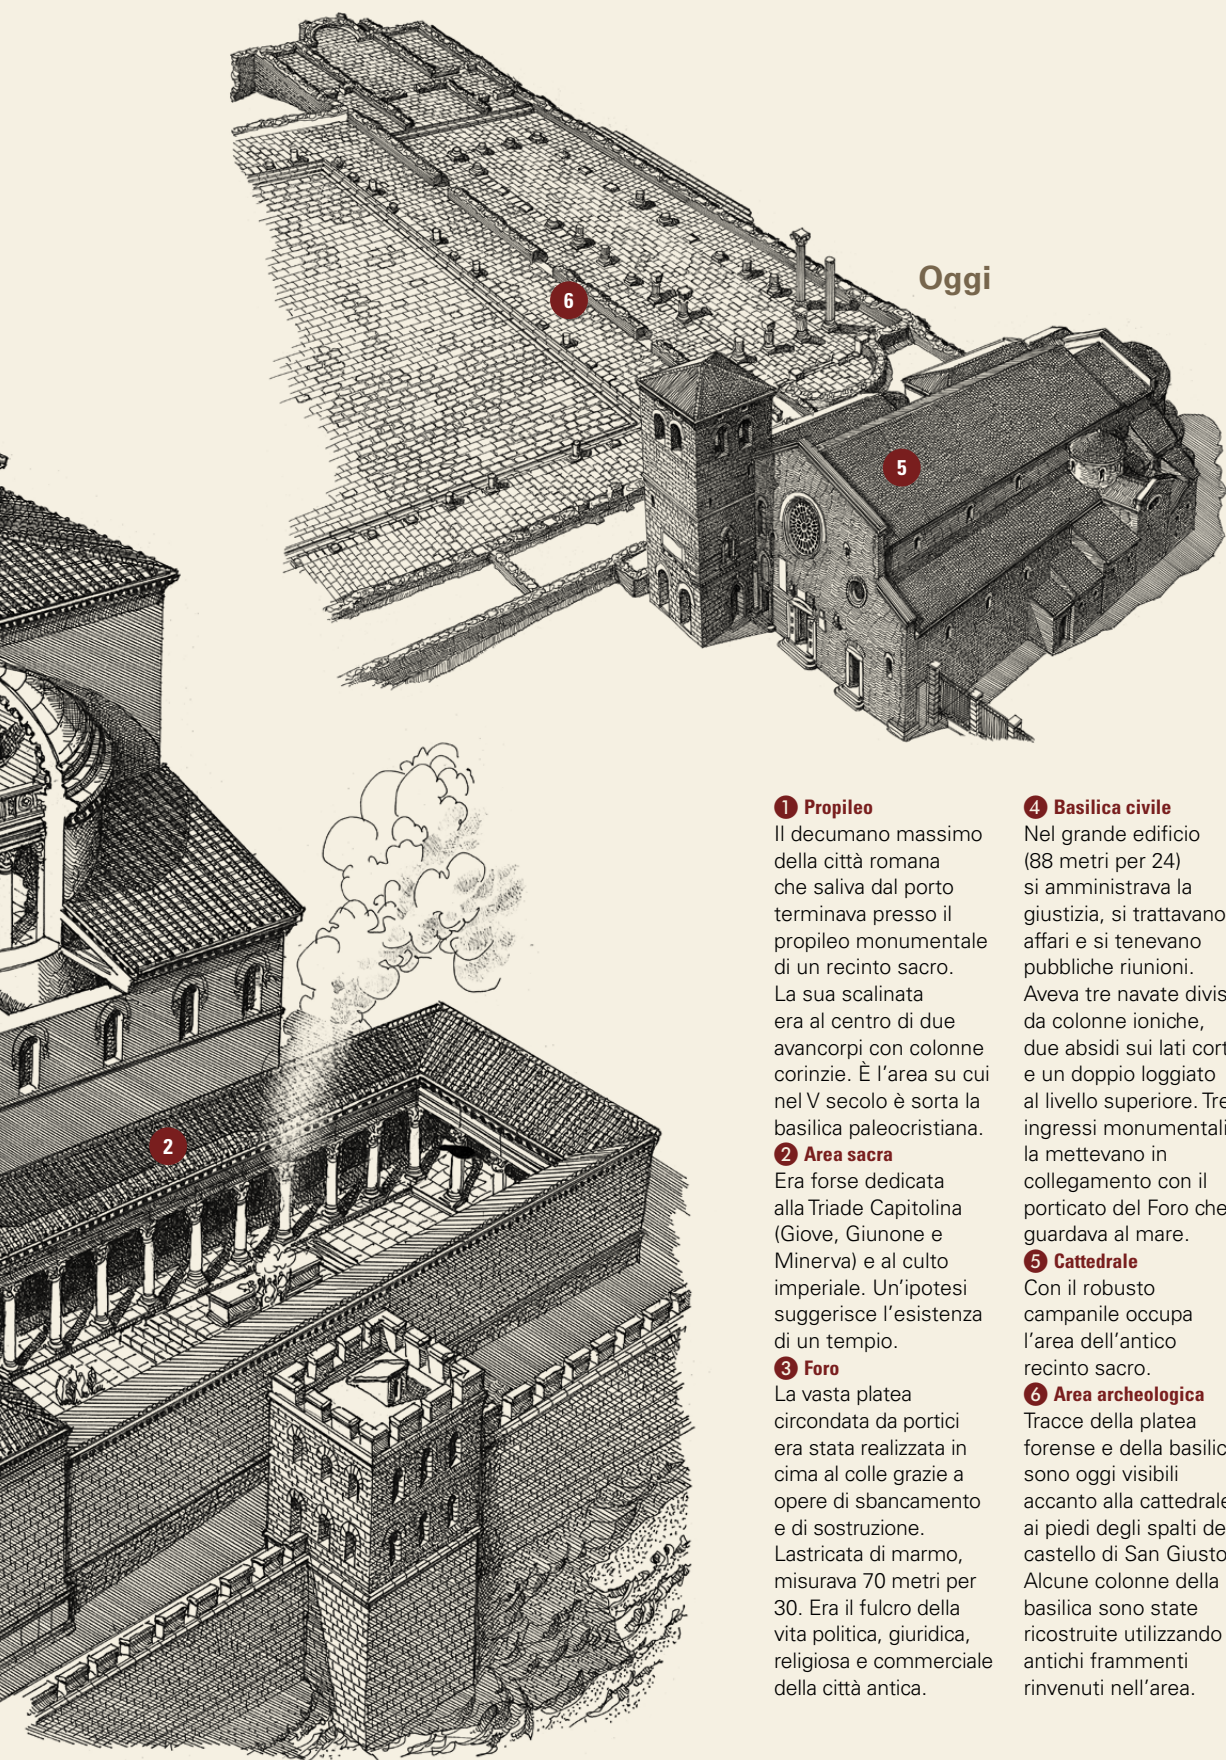 Oggi
6
5
2
1 Propileo
Il decumano massimo
della città romana
che saliva dal porto
terminava presso il
propileo monumentale
di un recinto sacro.
La sua scalinata
era al centro di due
avancorpi con colonne
corinzie. È l'area su cui
nel V secolo è sorta la
basilica paleocristiana.
2 Area sacra
Era forse dedicata
alla Triade Capitolina
(Giove, Giunone e
Minerva) e al culto
imperiale. Un'ipotesi
suggerisce l'esistenza
di un tempio.
3 Foro
La vasta platea
circondata da portici
era stata realizzata in
cima al colle grazie a
opere di sbancamento
e di sostruzione.
Lastricata di marmo,
misurava 70 metri per
30. Era il fulcro della
vita politica, giuridica,
religiosa e commerciale
della città antica.
4 Basilica civile
Nel grande edificio
(88 metri per 24)
si amministrava la
giustizia, si trattavano
affari e si tenevano
pubbliche riunioni.
Aveva tre navate divis
da colonne ioniche,
due absidi sui lati cort
e un doppio loggiato
al livello superiore. Tre
ingressi monumentali
la mettevano in
collegamento con il
porticato del Foro che
guardava al mare.
5 Cattedrale
Con il robusto
campanile occupa
l'area dell'antico
recinto sacro.
6 Area archeologica
Tracce della platea
forense e della basilic
sono oggi visibili
accanto alla cattedrale
ai piedi degli spalti de
castello di San Giusto
Alcune colonne della
basilica sono state
ricostruite utilizzando
antichi frammenti
rinvenuti nell'area.